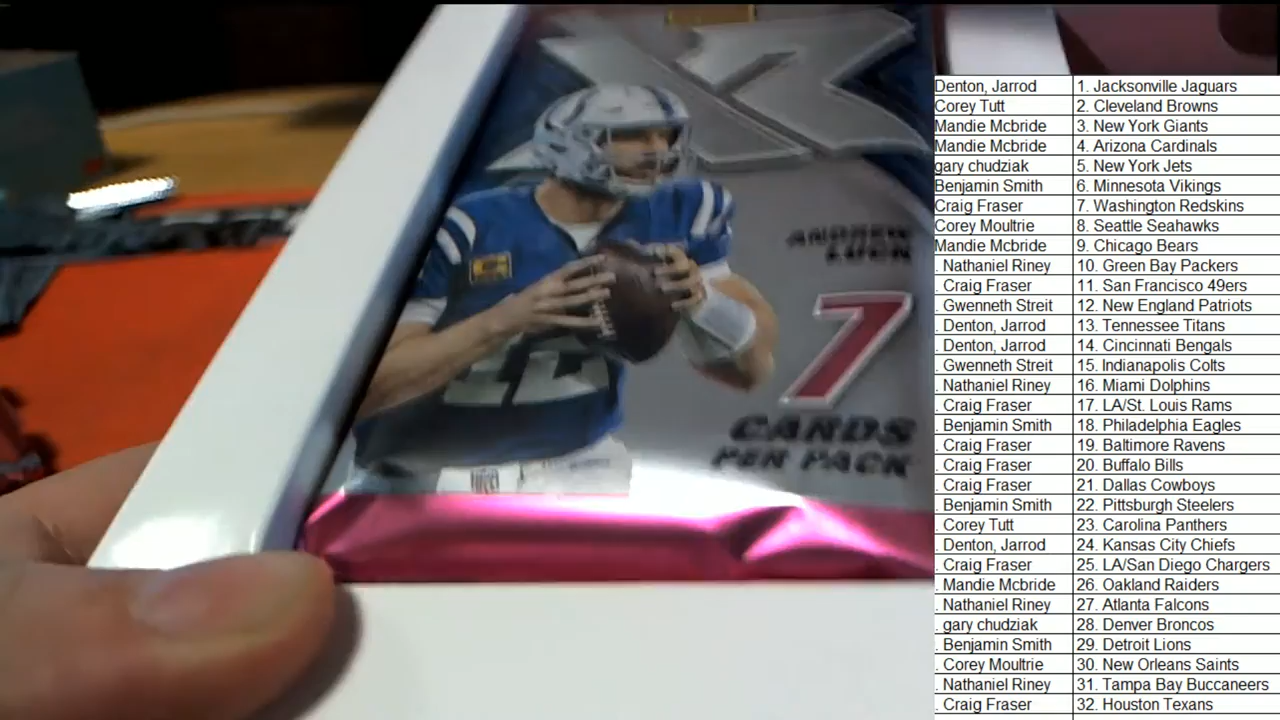 XR
ANDREW
LUCK
7
CARDS
PER PACK
12
C
Denton, Jarrod 1. Jacksonville Jaguars
Corey Tutt 2. Cleveland Browns
Mandie Mcbride 3. New York Giants
Mandie Mcbride 4. Arizona Cardinals
gary chudziak 5. New York Jets
Benjamin Smith 6. Minnesota Vikings
Craig Fraser 7. Washington Redskins
Corey Moultrie 8. Seattle Seahawks
Mandie Mcbride 9. Chicago Bears
. Nathaniel Riney 10. Green Bay Packers
. Craig Fraser 11. San Francisco 49ers
. Gwenneth Streit 12. New England Patriots
. Denton, Jarrod 13. Tennessee Titans
. Denton, Jarrod 14. Cincinnati Bengals
. Gwenneth Streit 15. Indianapolis Colts
. Nathaniel Riney 16. Miami Dolphins
. Craig Fraser 17. LA/St. Louis Rams
. Benjamin Smith 18. Philadelphia Eagles
. Craig Fraser 19. Baltimore Ravens
. Craig Fraser 20. Buffalo Bills
. Craig Fraser 21. Dallas Cowboys
. Benjamin Smith 22. Pittsburgh Steelers
. Corey Tutt 23. Carolina Panthers
. Denton, Jarrod 24. Kansas City Chiefs
. Craig Fraser 25. LA/San Diego Chargers
. Mandie Mcbride 26. Oakland Raiders
. Nathaniel Riney 27. Atlanta Falcons
. gary chudziak 28. Denver Broncos
. Benjamin Smith 29. Detroit Lions
. Corey Moultrie 30. New Orleans Saints
. Nathaniel Riney 31. Tampa Bay Buccaneers
. Craig Fraser 32. Houston Texans